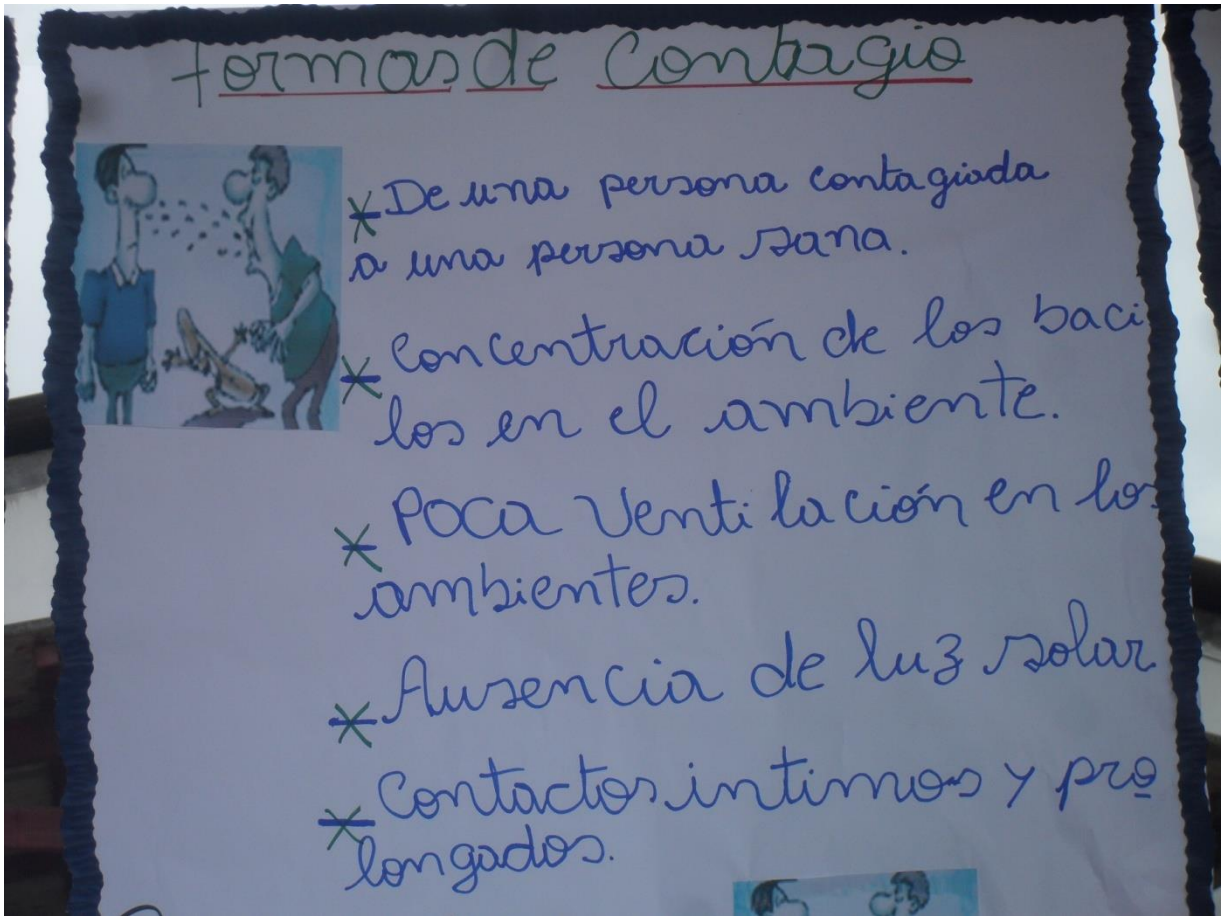 formas de Contagio
* De una persona contagiada
a una persona sana.
* Concentración de los baci
los en el ambiente.
* Poca Ventilación en los
ambientes.
* Ausencia de luz solar
* Contactos intimos y pro
longados.